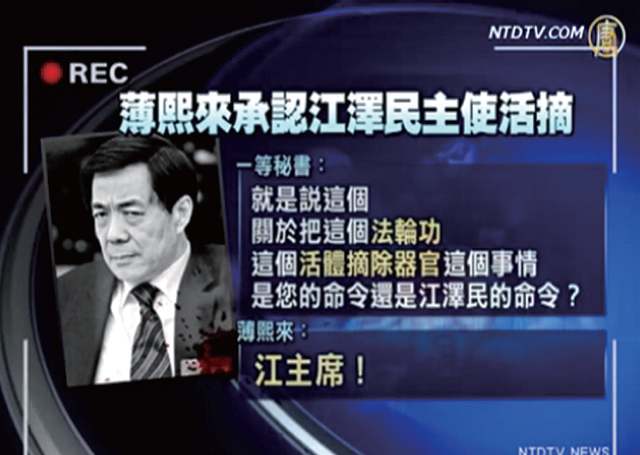 NTDTV.COM
REC
薄熙來承認江澤民主使活摘
一等秘書：
就是説這個
關於把這個法輪功
這個活體摘除器官這個事情
是您的命令還是江澤民的命令？
薄熙來：
江主席！
NTDTV NEWS